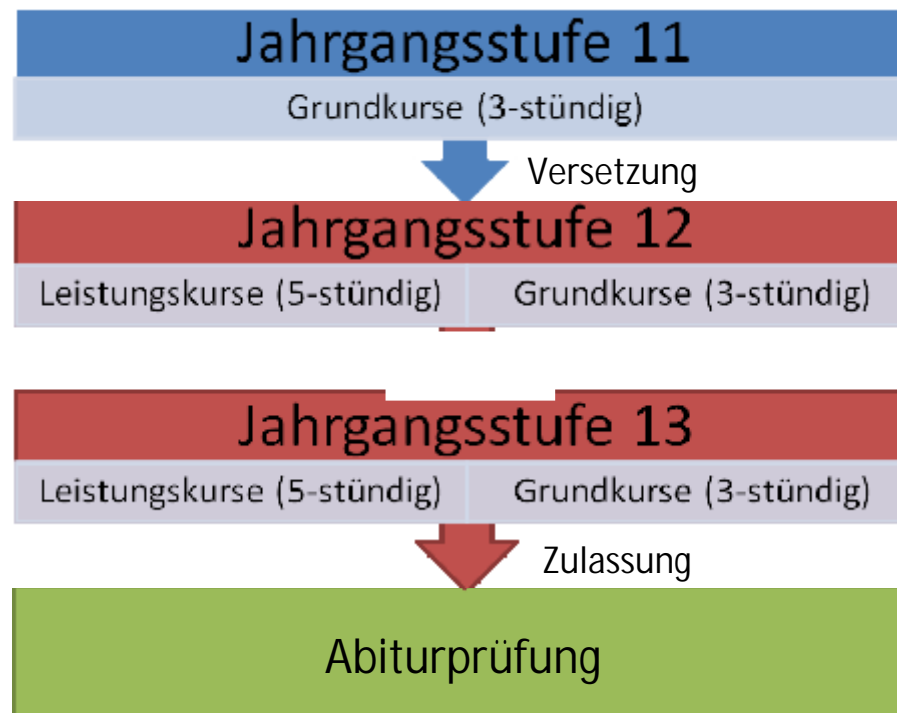 Jahrgangsstufe 11
Grundkurse (3-stündig)
Versetzung
Jahrgangsstufe 12
Leistungskurse (5-stündig) Grundkurse (3-stündig)
Jahrgangsstufe 13
Leistungskurse (5-stündig) Grundkurse (3-stündig)
Zulassung
Abiturprüfung